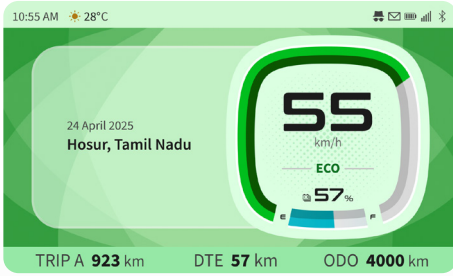 10:55 AM 28°C
24 April 2025
Hosur, Tamil Nadu
55
km/h
ECO
57%
E F
TRIP A 923 km DTE 57 km ODO 4000 km